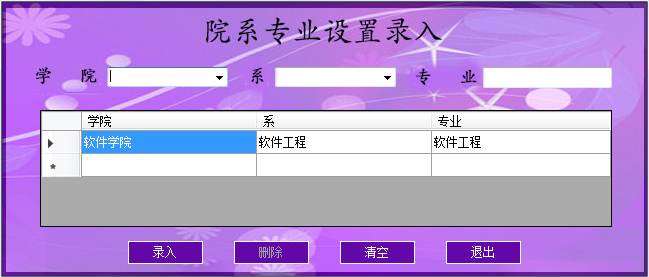 院系专业设置录入
学 院 系 专 业
学院 系 专业
软件学院 软件工程 软件工程
*
录入 删除 清空 退出